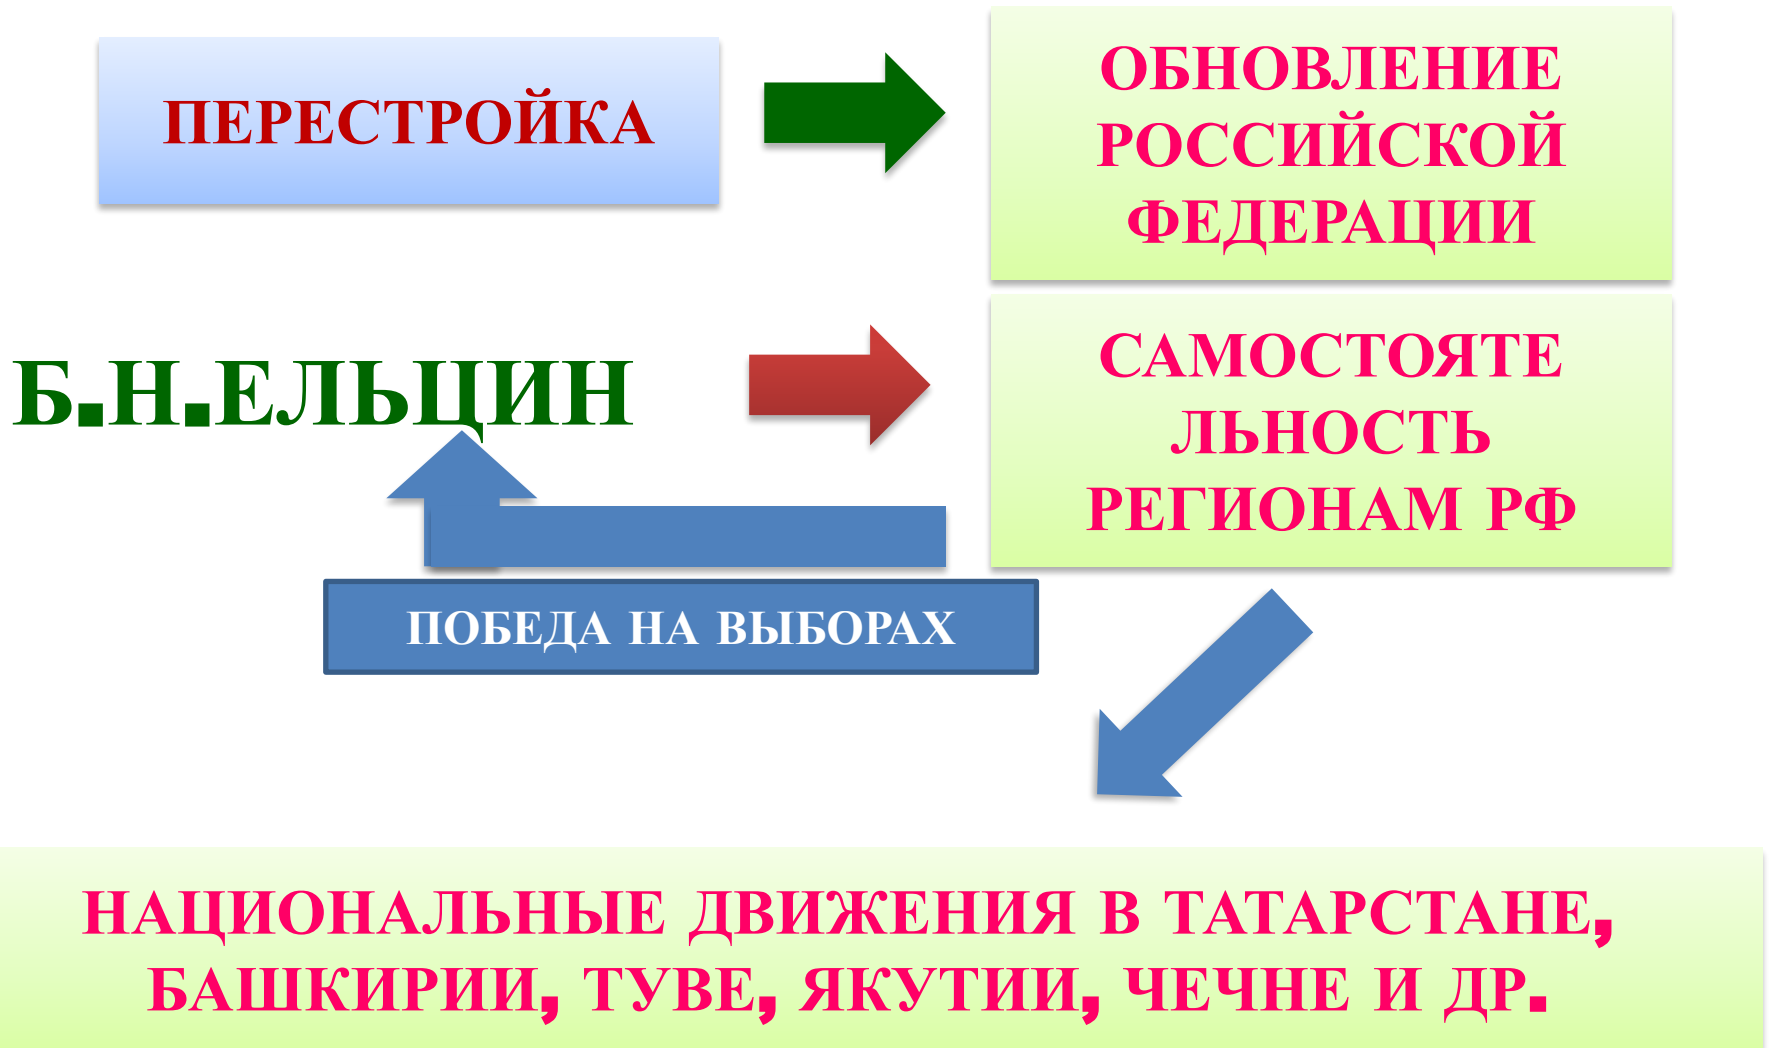 ПЕРЕСТРОЙКА
ОБНОВЛЕНИЕ
РОССИЙСКОЙ
ФЕДЕРАЦИИ
Б.Н.ЕЛЬЦИН
САМОСТОЯТЕ
ЛЬНОСТЬ
РЕГИОНАМ РФ
ПОБЕДА НА ВЫБОРАХ
НАЦИОНАЛЬНЫЕ ДВИЖЕНИЯ В ТАТАРСТАНЕ,
БАШКИРИИ, ТУВЕ, ЯКУТИИ, ЧЕЧНЕ И ДР.